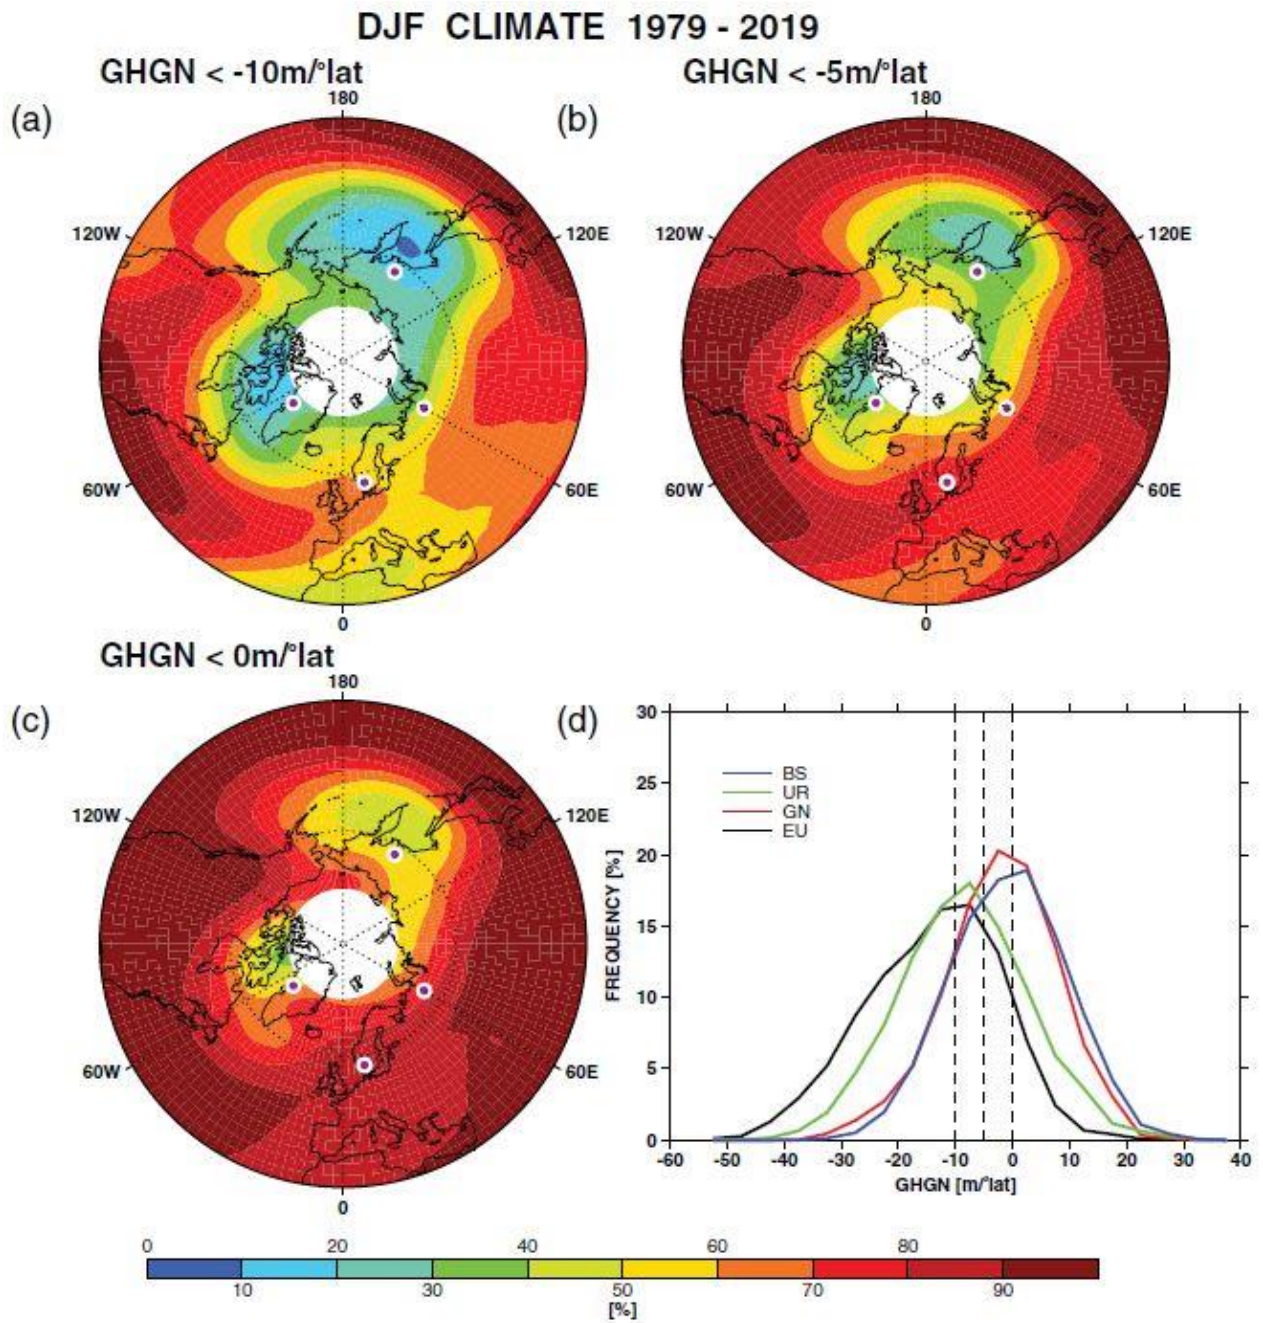 DJF CLIMATE 1979 - 2019
GHGN < -10m/°lat
GHGN < -5m/°lat
(a)
180
120W
120E
60W
60E
0
(b)
180
120W
120E
60W
60E
0
GHGN < 0m/°lat
(c)
180
120W
120E
60W
60E
0
(d)
30
25
20
15
10
5
0
FREQUENCY [%]
BS
UR
GN
EU
-60 -50 -40 -30 -20 -10 0 10 20 30 40
GHGN [m/°lat]
0 20 40 60 80
10 30 50 70 90
[%]